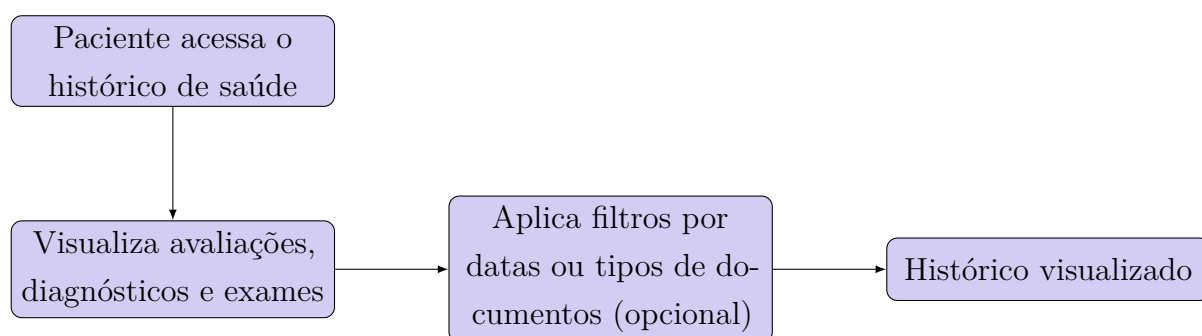 Paciente acessa o
histórico de saúde
Visualiza avaliações,
diagnósticos e exames
Aplica filtros por
datas ou tipos de do-
cumentos (opcional)
Histórico visualizado